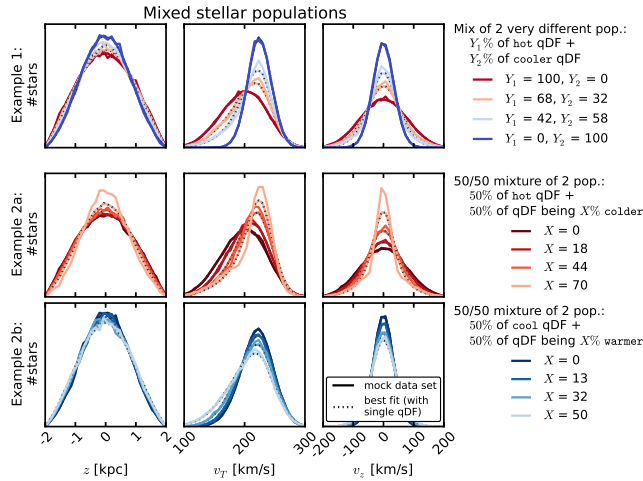 Mixed stellar populations
Example 1:
#stars
Mix of 2 very different pop.:
Y₁% of hot qDF +
Y₂% of cooler qDF
Y₁ = 100, Y₂ = 0
Y₁ = 68, Y₂ = 32
Y₁ = 42, Y₂ = 58
Y₁ = 0, Y₂ = 100
Example 2a:
#stars
50/50 mixture of 2 pop.:
50% of hot qDF +
50% of qDF being X% colder
X = 0
X = 18
X = 44
X = 70
Example 2b:
#stars
50/50 mixture of 2 pop.:
50% of cool qDF +
50% of qDF being X% warmer
X = 0
X = 13
X = 32
X = 50
mock data set
best fit (with
single qDF)
-2 -1 0 1 2
100 200 300
-200 -100 0 100 200
z [kpc]
v_T [km/s]
v_z [km/s]